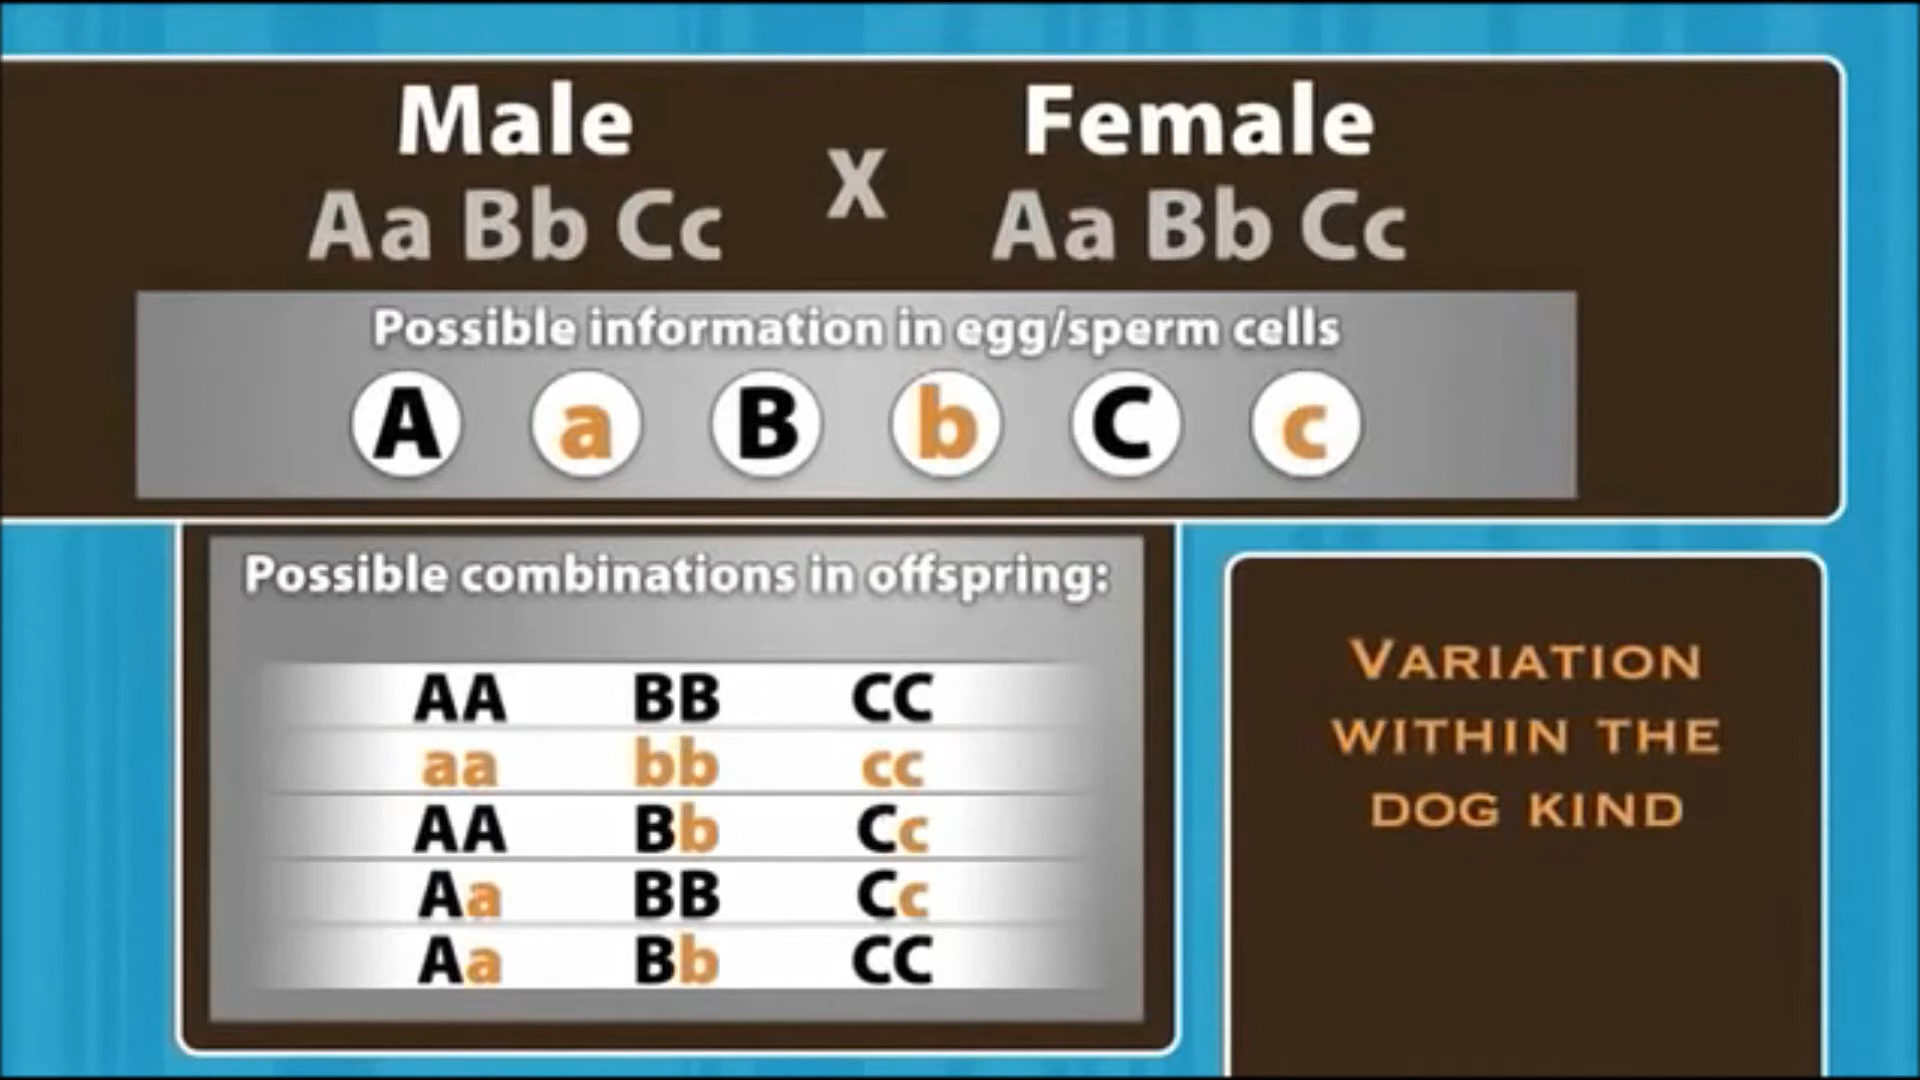 Male X Female
Aa Bb Cc Aa Bb Cc
Possible information in egg/sperm cells
A a B b C c
Possible combinations in offspring:
AA BB CC
aa bb cc
AA Bb Cc
Aa BB Cc
Aa Bb CC
VARIATION
WITHIN THE
DOG KIND